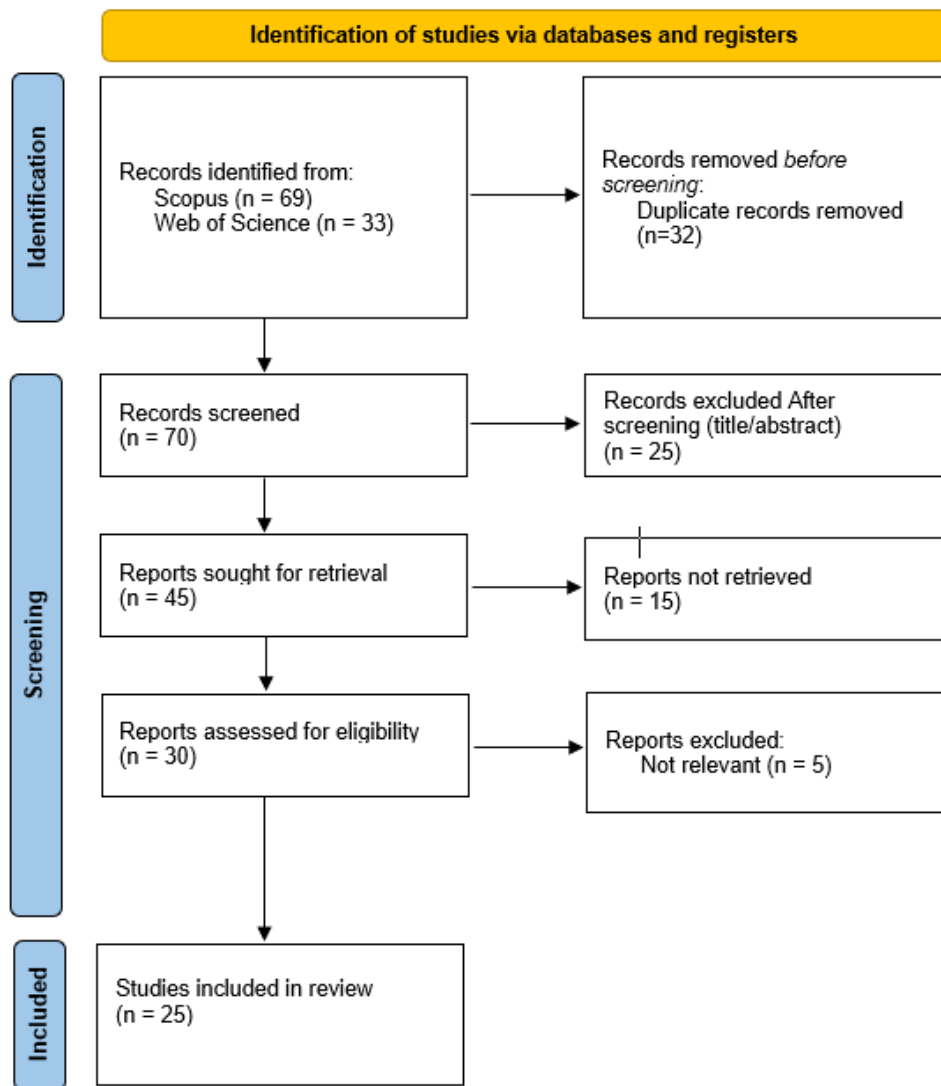 Identification of studies via databases and registers
Identification
Records identified from:
Scopus (n = 69)
Web of Science (n = 33)
Records removed before
screening:
Duplicate records removed
(n=32)
Screening
Records screened
(n = 70)
Records excluded After
screening (title/abstract)
(n = 25)
Reports sought for retrieval
(n = 45)
Reports not retrieved
(n = 15)
Reports assessed for eligibility
(n = 30)
Reports excluded:
Not relevant (n = 5)
Included
Studies included in review
(n = 25)